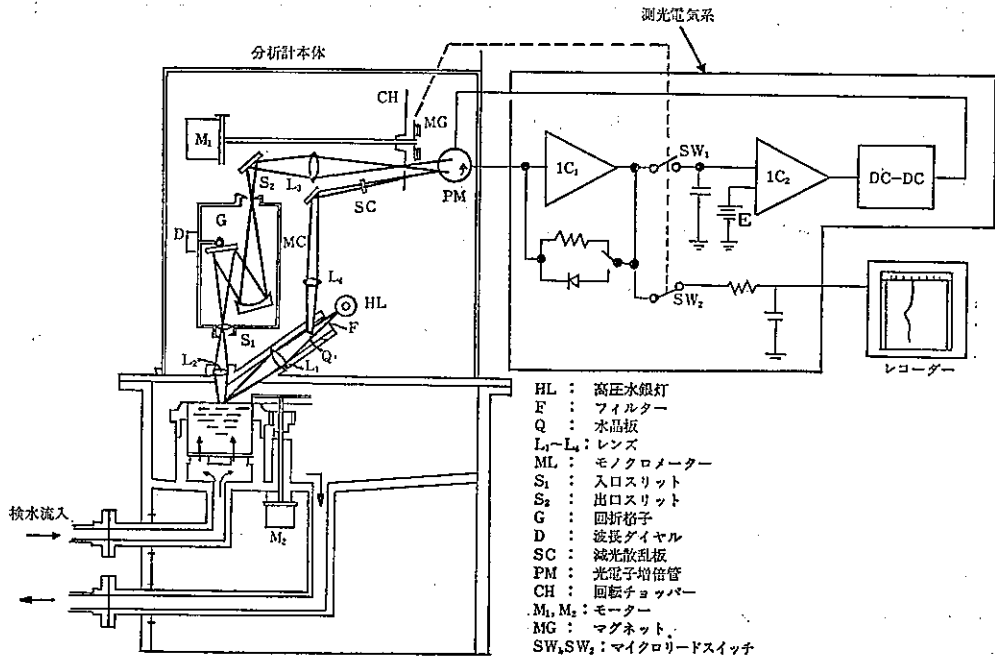 測光電気系
分析計本体
CH
MG
M₁
S₂
L₃
SC
PM
1C₁
SW₁
1C₂
E
DC-DC
G
D
MC
L₄
HL
S₁
F
Q
L₂
L₁
SW₂
レコーダー
検水流入
M₂
HL : 高圧水銀灯
F : フィルター
Q : 水晶板
L₁~L₄ : レンズ
ML : モノクロメーター
S₁ : 入口スリット
S₂ : 出口スリット
G : 回折格子
D : 波長ダイヤル
SC : 減光散乱板
PM : 光電子増倍管
CH : 回転チョッパー
M₁, M₂ : モーター
MG : マグネット
SW₁, SW₂ : マイクロリードスイッチ